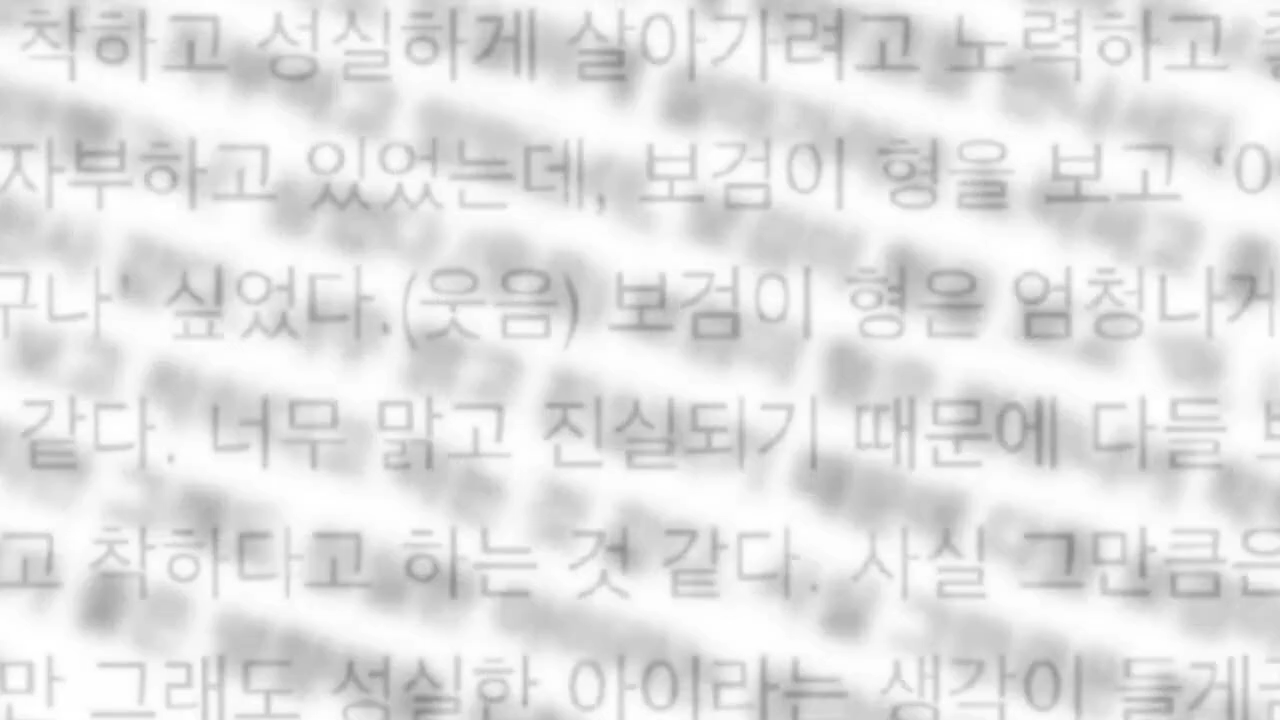 착하고 성실하게 살아가려고 노력하고
자부하고 있었는데, 보검이 형을 보고 ‘
구나’ 싶었다.(웃음) 보검이 형은 엄청나게
같다. 너무 맑고 진실되기 때문에 다들
고 착하다고 하는 것 같다. 사실 그만큼은
만 그래도 성실한 아이라는 생각이 들게